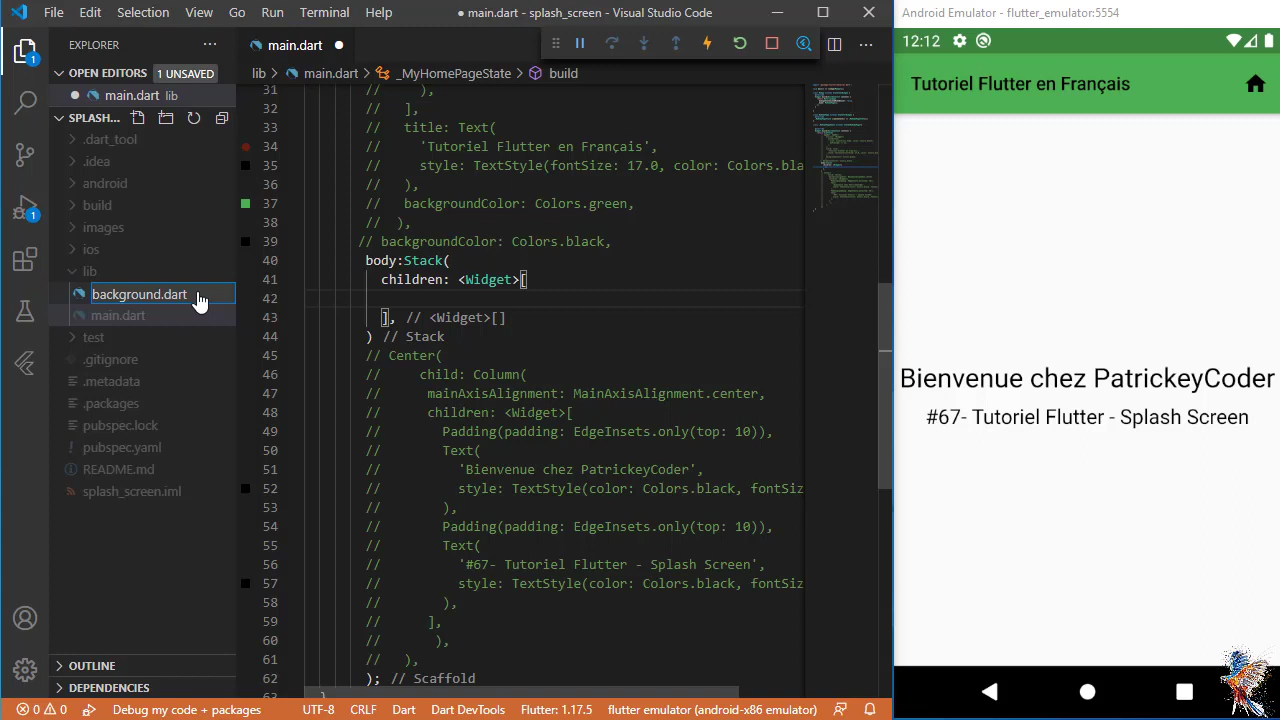 File Edit Selection View Go Run Terminal Help
main.dart - splash_screen - Visual Studio Code
Android Emulator - flutter_emulator:5554
EXPLORER
OPEN EDITORS 1 UNSAVED
main.dart lib
SPLAS...
.dart_t...
.idea
android
build
images
ios
lib
background.dart
main.dart
test
.gitignore
.metadata
.packages
pubspec.lock
pubspec.yaml
README.md
splash_screen.iml
OUTLINE
DEPENDENCIES
1
1
main.dart
lib > main.dart > _MyHomePageState > build
31 // ),
32 // ],
33 // title: Text(
34 // 'Tutoriel Flutter en Français',
35 // style: TextStyle(fontSize: 17.0, color: Colors.bla
36 // ),
37 // backgroundColor: Colors.green,
38 // ),
39 // backgroundColor: Colors.black,
40 body:Stack(
41 children: <Widget>[
42
43 ], // <Widget>[]
44 ) // Stack
45 // Center(
46 // child: Column(
47 // mainAxisAlignment: MainAxisAlignment.center,
48 // children: <Widget>[
49 // Padding(padding: EdgeInsets.only(top: 10)),
50 // Text(
51 // 'Bienvenue chez PatrickeyCoder',
52 // style: TextStyle(color: Colors.black, fontSiz
53 // ),
54 // Padding(padding: EdgeInsets.only(top: 10)),
55 // Text(
56 // '#67- Tutoriel Flutter - Splash Screen',
57 // style: TextStyle(color: Colors.black, fontSiz
58 // ),
59 // ],
60 // ),
61 // ),
62 ); // Scaffold
63 }
0 0 Debug my code + packages UTF-8 CRLF Dart Dart DevTools Flutter: 1.17.5 flutter emulator (android-x86 emulator)
12:12
Tutoriel Flutter en Français
Bienvenue chez PatrickeyCoder
#67- Tutoriel Flutter - Splash Screen